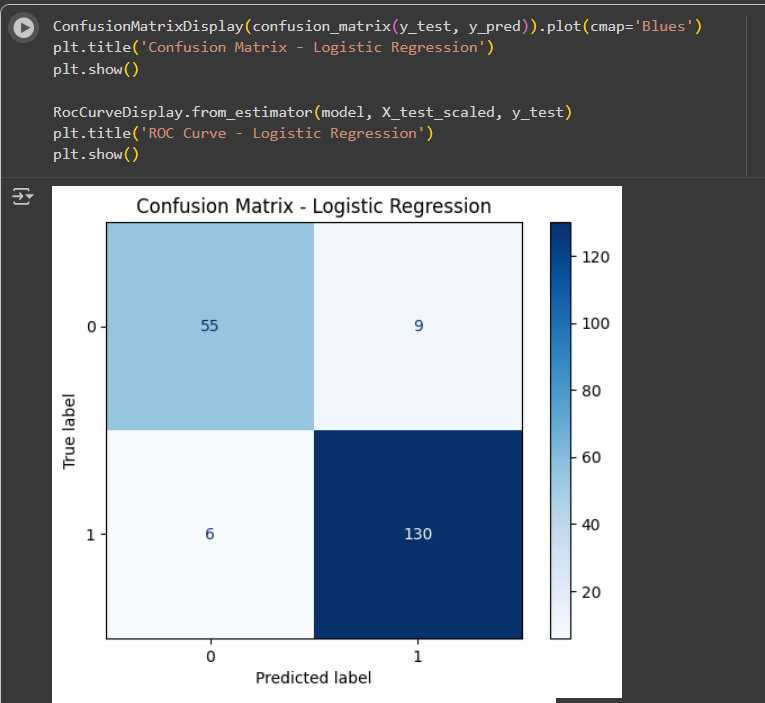 ConfusionMatrixDisplay(confusion_matrix(y_test, y_pred)).plot(cmap='Blues')
plt.title('Confusion Matrix - Logistic Regression')
plt.show()
RocCurveDisplay.from_estimator(model, X_test_scaled, y_test)
plt.title('ROC Curve - Logistic Regression')
plt.show()
Confusion Matrix - Logistic Regression
0
55
9
1
6
130
0
1
True label
Predicted label
120
100
80
60
40
20